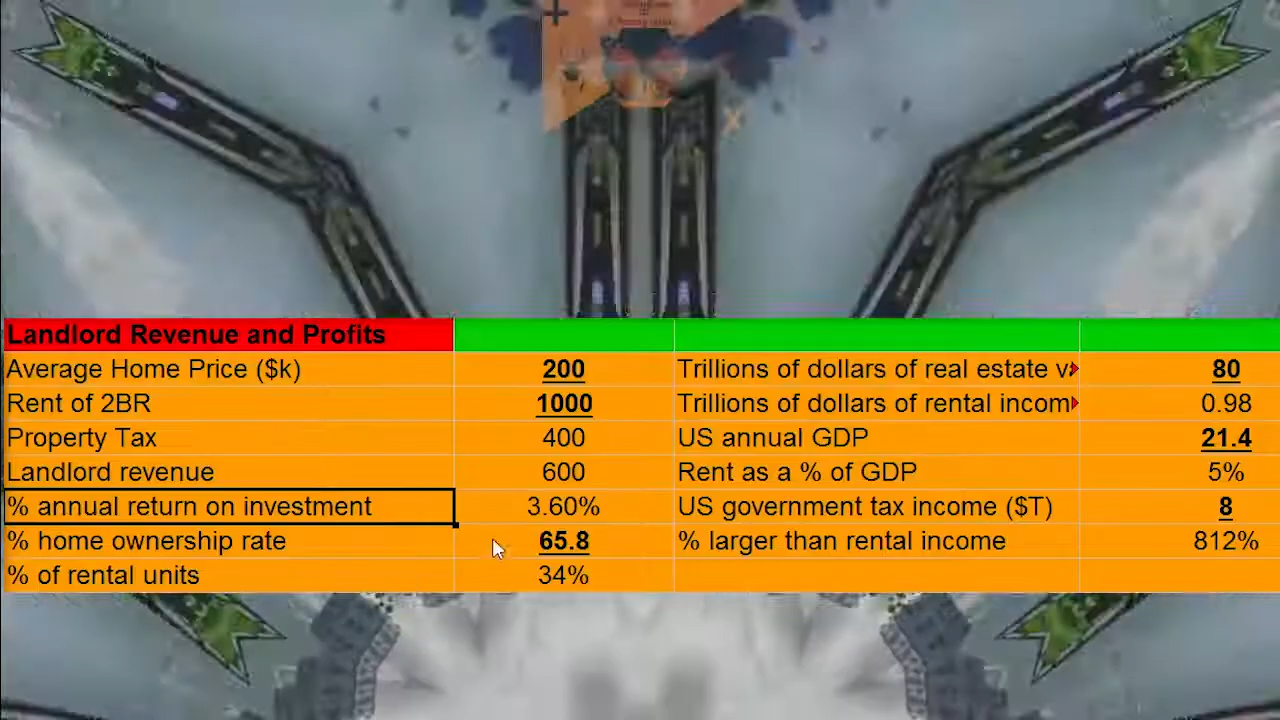 Landlord Revenue and Profits
Average Home Price ($k) 200 Trillions of dollars of real estate 80
Rent of 2BR 1000 Trillions of dollars of rental incom 0.98
Property Tax 400 US annual GDP 21.4
Landlord revenue 600 Rent as a % of GDP 5%
% annual return on investment 3.60% US government tax income ($T) 8
% home ownership rate 65.8 % larger than rental income 812%
% of rental units 34%